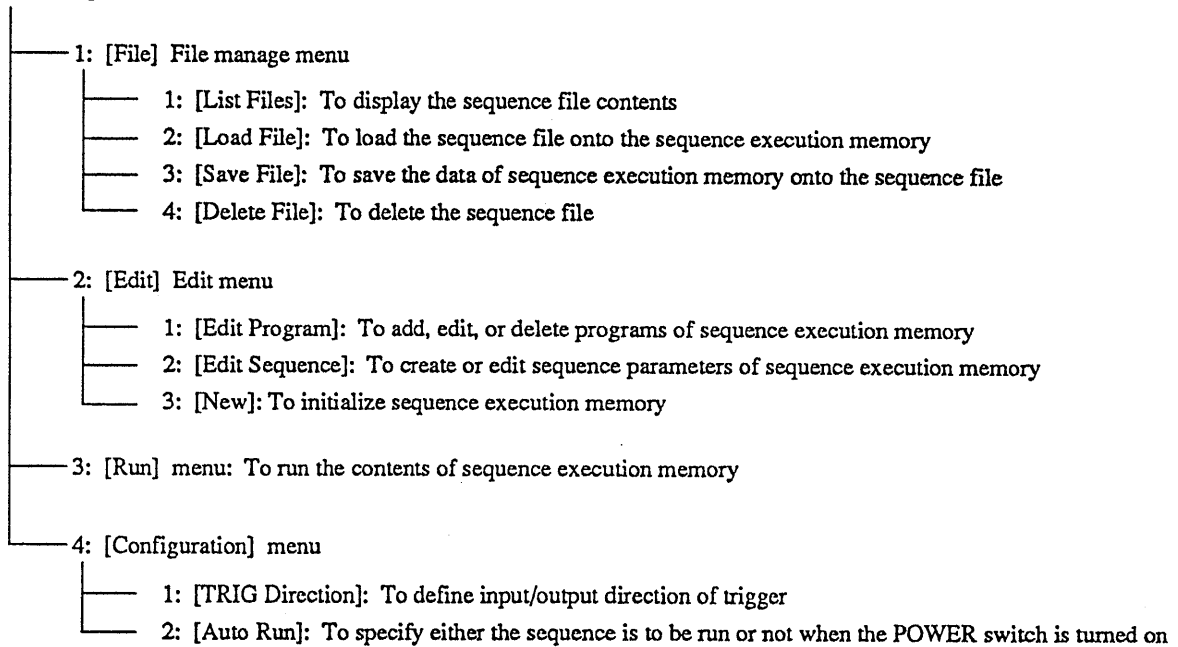 1: [File] File manage menu
1: [List Files]: To display the sequence file contents
2: [Load File]: To load the sequence file onto the sequence execution memory
3: [Save File]: To save the data of sequence execution memory onto the sequence file
4: [Delete File]: To delete the sequence file
2: [Edit] Edit menu
1: [Edit Program]: To add, edit, or delete programs of sequence execution memory
2: [Edit Sequence]: To create or edit sequence parameters of sequence execution memory
3: [New]: To initialize sequence execution memory
3: [Run] menu: To run the contents of sequence execution memory
4: [Configuration] menu
1: [TRIG Direction]: To define input/output direction of trigger
2: [Auto Run]: To specify either the sequence is to be run or not when the POWER switch is turned on